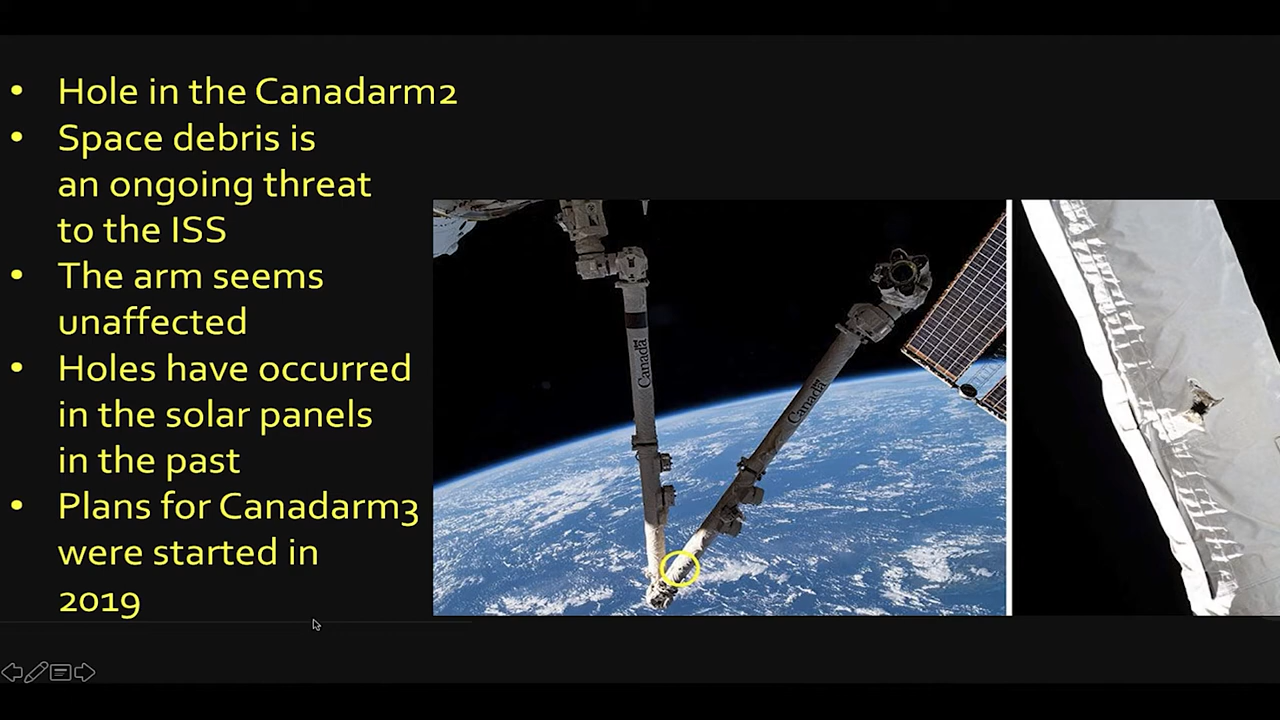 • Hole in the Canadarm2
• Space debris is
an ongoing threat
to the ISS
• The arm seems
unaffected
• Holes have occurred
in the solar panels
in the past
• Plans for Canadarm3
were started in
2019
Canada
Canada